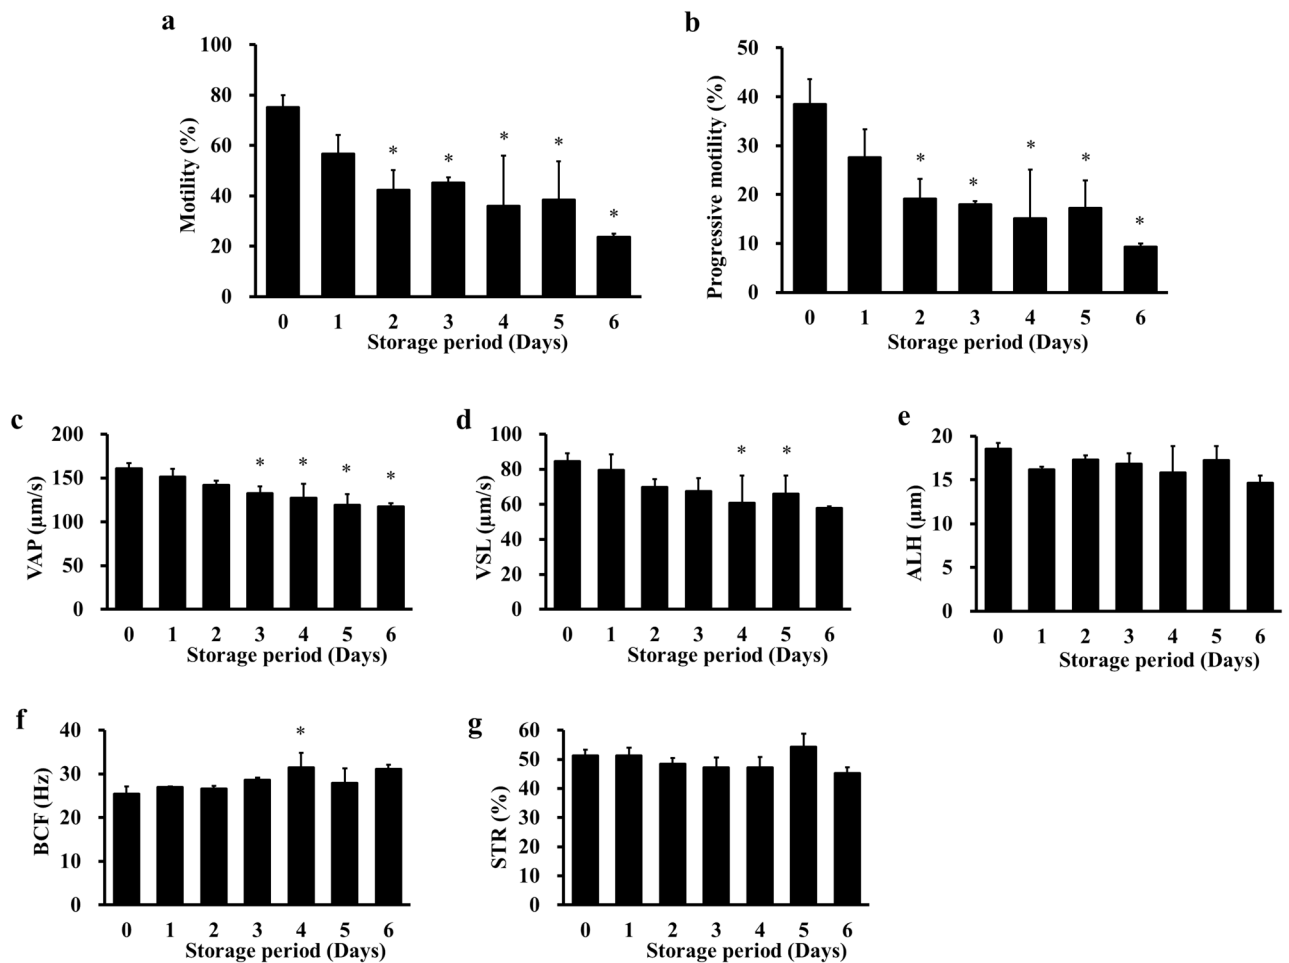 a
Motility (%)
100
80
60
40
20
0
* * * * *
0 1 2 3 4 5 6
Storage period (Days)
b
Progressive motility (%)
50
40
30
20
10
0
* * * * *
0 1 2 3 4 5 6
Storage period (Days)
c
VAP (μm/s)
200
150
100
50
0
* * * *
0 1 2 3 4 5 6
Storage period (Days)
d
VSL (μm/s)
100
80
60
40
20
0
* *
0 1 2 3 4 5 6
Storage period (Days)
e
ALH (μm)
20
15
10
5
0
0 1 2 3 4 5 6
Storage period (Days)
f
BCF (Hz)
40
30
20
10
0
*
0 1 2 3 4 5 6
Storage period (Days)
g
STR (%)
60
50
40
30
20
10
0
0 1 2 3 4 5 6
Storage period (Days)